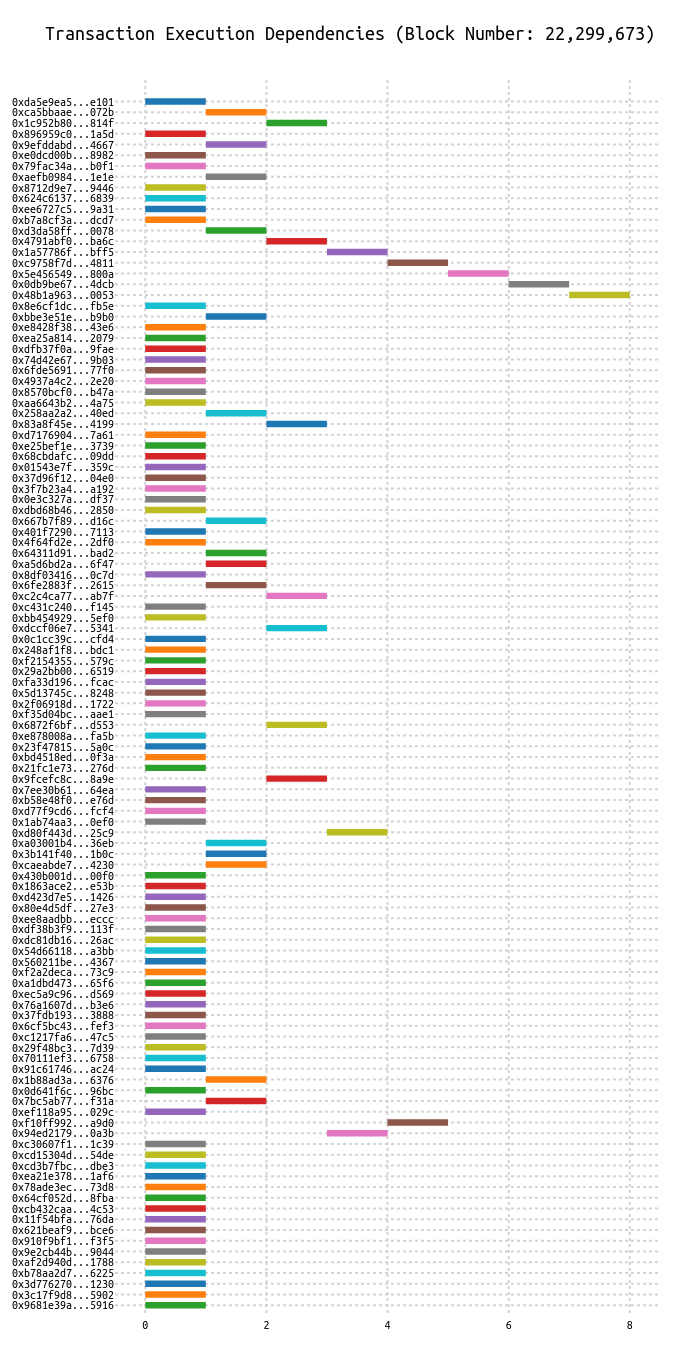 Transaction Execution Dependencies (Block Number: 22,299,673)
0xda5e9ea5...e101
0xca5bbaae...072b
0x1c952b80...814f
0x896959c0...1a5d
0x9efddabd...4667
0xe0dcd00b...8982
0x79fac34a...b0f1
0xaefb0984...1e1e
0x8712d9e7...9446
0x624c6137...6839
0xee6727c5...9a31
0xb7a8cf3a...dcd7
0xd3da58ff...0078
0x4791abf0...ba6c
0x1a57786f...bff5
0xc9758f7d...4811
0x5e456549...800a
0x0db9be67...4dcb
0x48b1a963...0053
0x8e6cf1dc...fb5e
0xbbe3e51e...b9b0
0xe8428f38...43e6
0xea25a814...2079
0xdfb37f0a...9fae
0x74d42e67...9b03
0x6fde5691...77f0
0x4937a4c2...2e20
0x8570bcf0...b47a
0xaa6643b2...4a75
0x258aa2a2...40ed
0x83a8f45e...4199
0xd7176904...7a61
0xe25bef1e...3739
0x68cbdafc...09dd
0x01543e7f...359c
0x37d96f12...04e0
0x3f7b23a4...a192
0x0e3c327a...df37
0xdbd68b46...2850
0x667b7f89...d16c
0x401f7290...7113
0x4f64fd2e...2df0
0x64311d91...bad2
0xa5d6bd2a...6f47
0x8df03416...0c7d
0x6fe2883f...2615
0xc2c4ca77...ab7f
0xc431c240...f145
0xbb454929...5ef0
0xdccf06e7...5341
0x0c1cc39c...cfd4
0x248af1f8...bdc1
0xf2154355...579c
0x29a2bb00...6519
0xfa33d196...fcac
0x5d13745c...8248
0x2f06918d...1722
0xf35d04bc...aae1
0x6872f6bf...d553
0xe878008a...fa5b
0x23f47815...5a0c
0xbd4518ed...0f3a
0x21fc1e73...276d
0x9fcefc8c...8a9e
0x7ee30b61...64ea
0xb58e48f0...e76d
0xd77f9cd6...fcf4
0x1ab74aa3...0ef0
0xd80f443d...25c9
0xa03001b4...36eb
0x3b141f40...1b0c
0xcaeabde7...4230
0x430b001d...00f0
0x1863ace2...e53b
0xd423d7e5...1426
0x80e4d5df...27e3
0xee8aadbb...eccc
0xdf38b3f9...113f
0xdc81db16...26ac
0x54d66118...a3bb
0x560211be...4367
0xf2a2deca...73c9
0xa1dbd473...65f6
0xec5a9c96...d569
0x76a1607d...b3e6
0x37fdb193...3888
0x6cf5bc43...fef3
0xc1217fa6...47c5
0x29f48bc3...7d39
0x70111ef3...6758
0x91c61746...ac24
0x1b88ad3a...6376
0x0d641f6c...96bc
0x7bc5ab77...f31a
0xef118a95...029c
0xf10ff992...a9d0
0x94ed2179...0a3b
0xc30607f1...1c39
0xcd15304d...54de
0xcd3b7fbc...dbe3
0xea21e378...1af6
0x78ade3ec...73d8
0x64cf052d...8fba
0xcb432caa...4c53
0x11f54bfa...76da
0x621beaf9...bce6
0x910f9bf1...f3f5
0x9e2cb44b...9044
0xaf2d940d...1788
0xb78aa2d7...6225
0x3d776270...1230
0x3c17f9d8...5902
0x9681e39a...5916
0 2 4 6 8